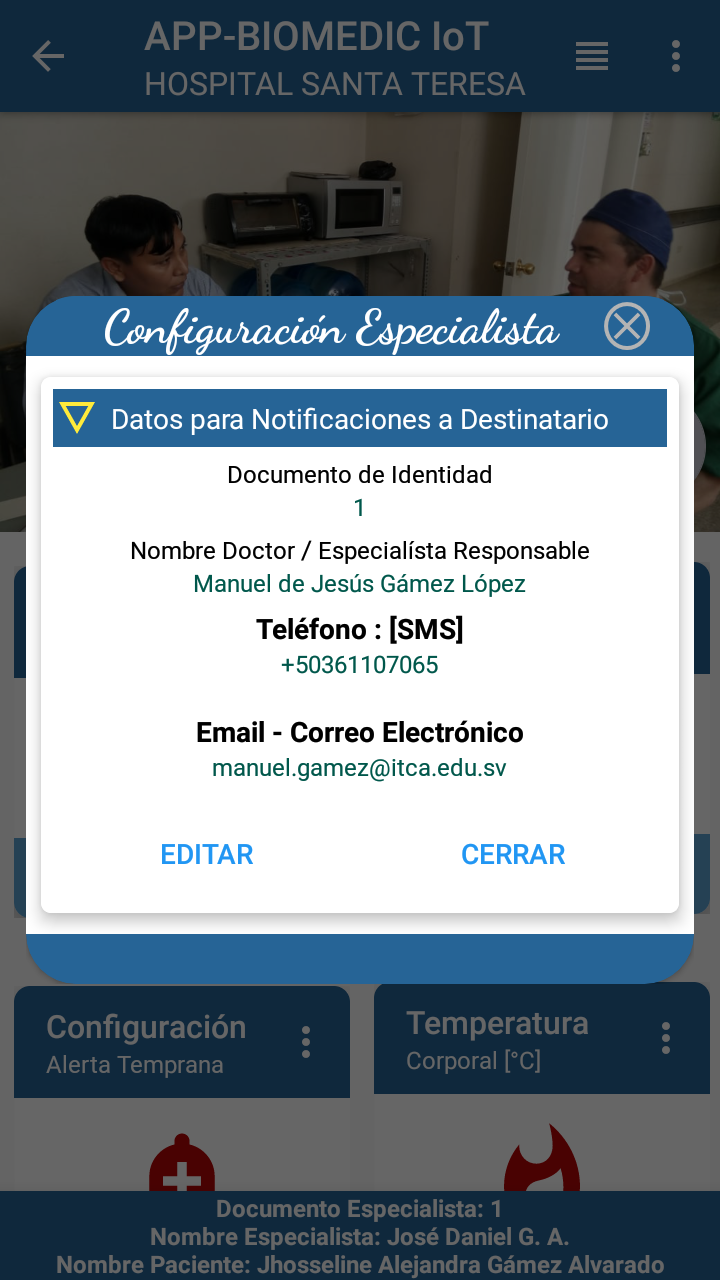 APP-BIOMEDIC IoT
HOSPITAL SANTA TERESA
Configuración Especialista
Datos para Notificaciones a Destinatario
Documento de Identidad
1
Nombre Doctor / Especialísta Responsable
Manuel de Jesús Gámez López
Teléfono : [SMS]
+50361107065
Email - Correo Electrónico
manuel.gamez@itca.edu.sv
EDITAR
CERRAR
Configuración
Alerta Temprana
Temperatura
Corporal [°C]
Documento Especialista: 1
Nombre Especialista: José Daniel G. A.
Nombre Paciente: Jhosseline Alejandra Gámez Alvarado